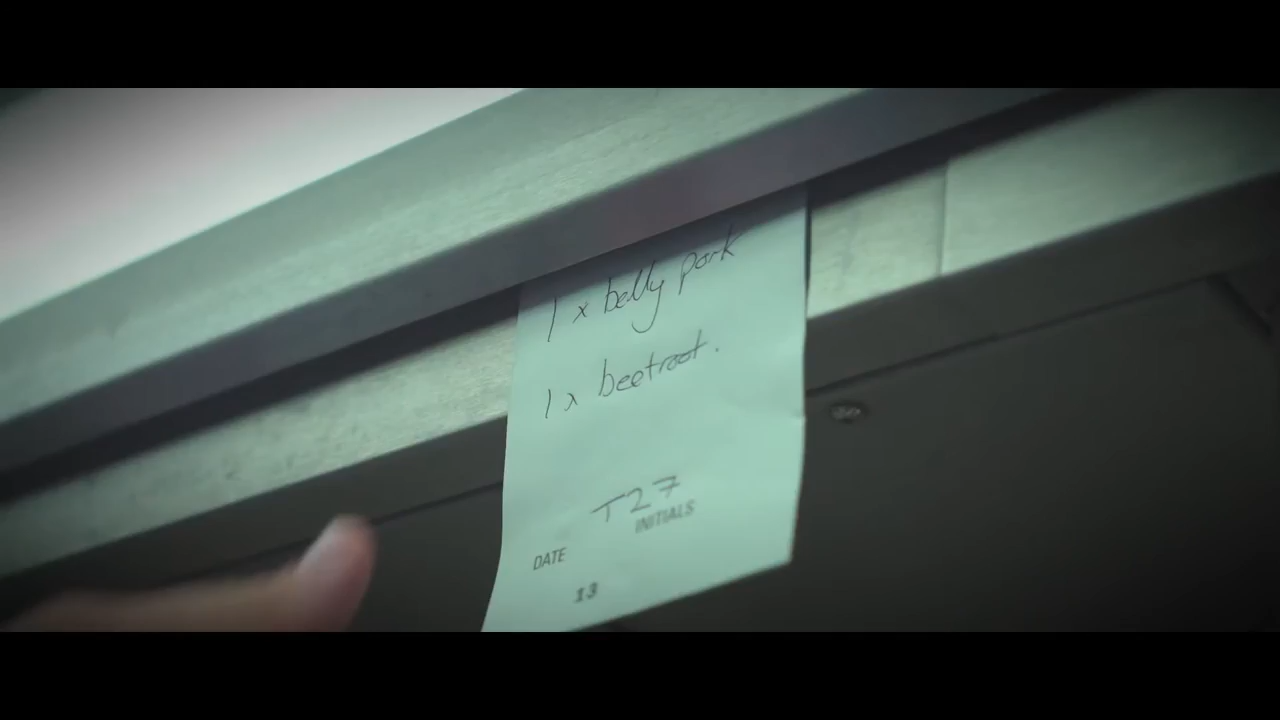 1 x belly pork
1 x beetroot.
T27
INITIALS
DATE
13